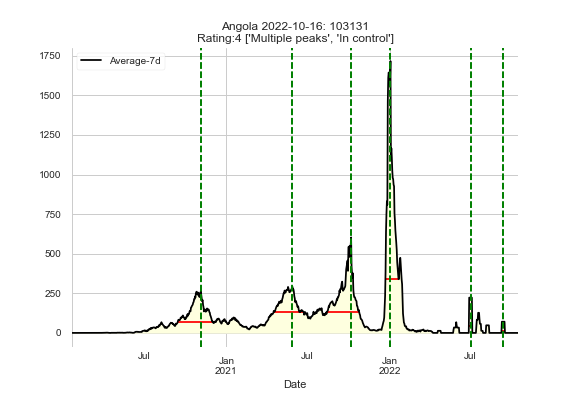 Angola 2022-10-16: 103131
Rating:4 ['Multiple peaks', 'In control']
Average-7d
1750
1500
1250
1000
750
500
250
0
Jul
Jan
2021
Jul
Jan
2022
Jul
Date